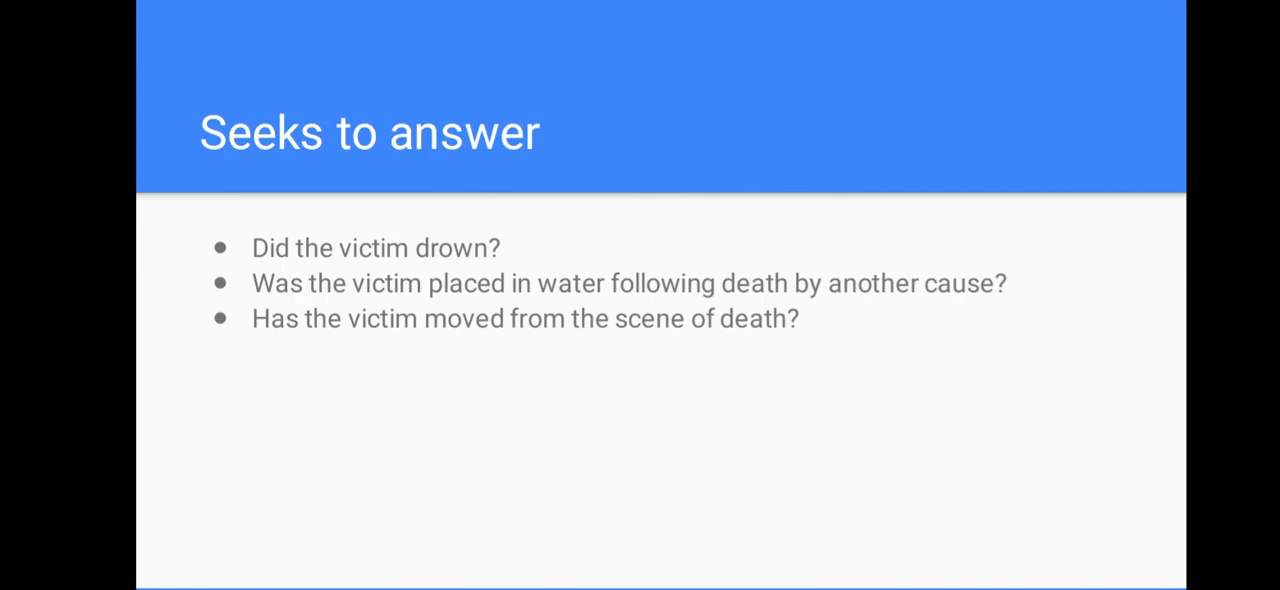 Seeks to answer
● Did the victim drown?
● Was the victim placed in water following death by another cause?
● Has the victim moved from the scene of death?